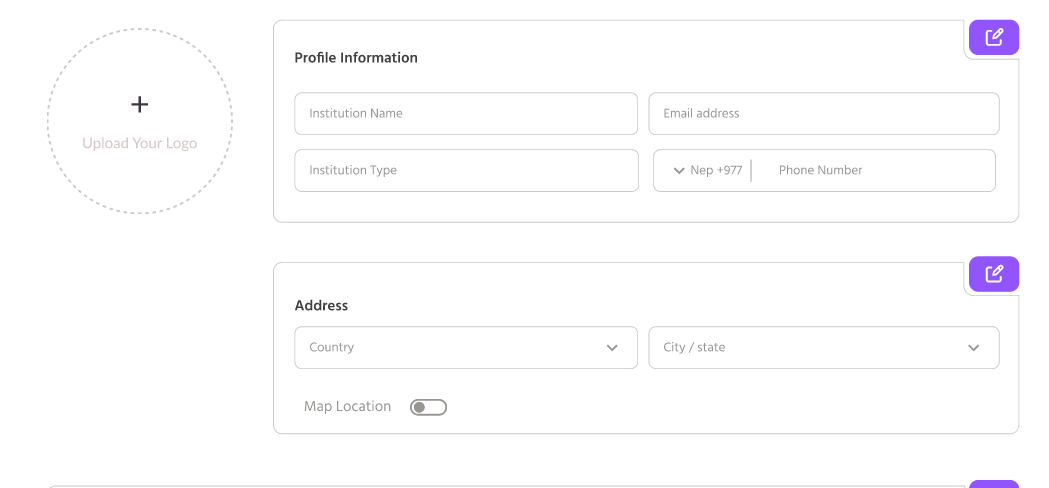 Profile Information
+
Upload Your Logo
Institution Name
Email address
Institution Type
Nep +977
Phone Number
Address
Country
City / state
Map Location